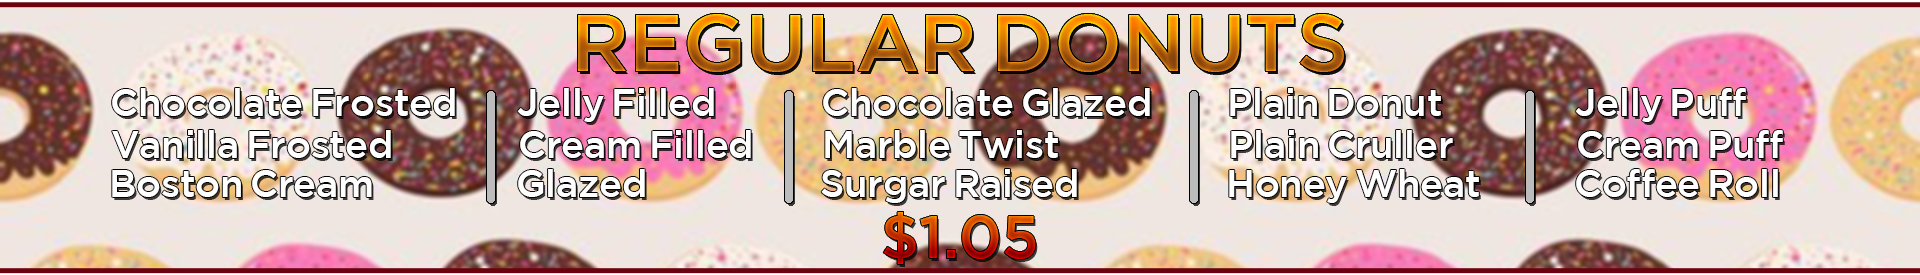 REGULAR DONUTS
Chocolate Frosted
Vanilla Frosted
Boston Cream
Jelly Filled
Cream Filled
Glazed
Chocolate Glazed
Marble Twist
Surgar Raised
Plain Donut
Plain Cruller
Honey Wheat
Jelly Puff
Cream Puff
Coffee Roll
$1.05